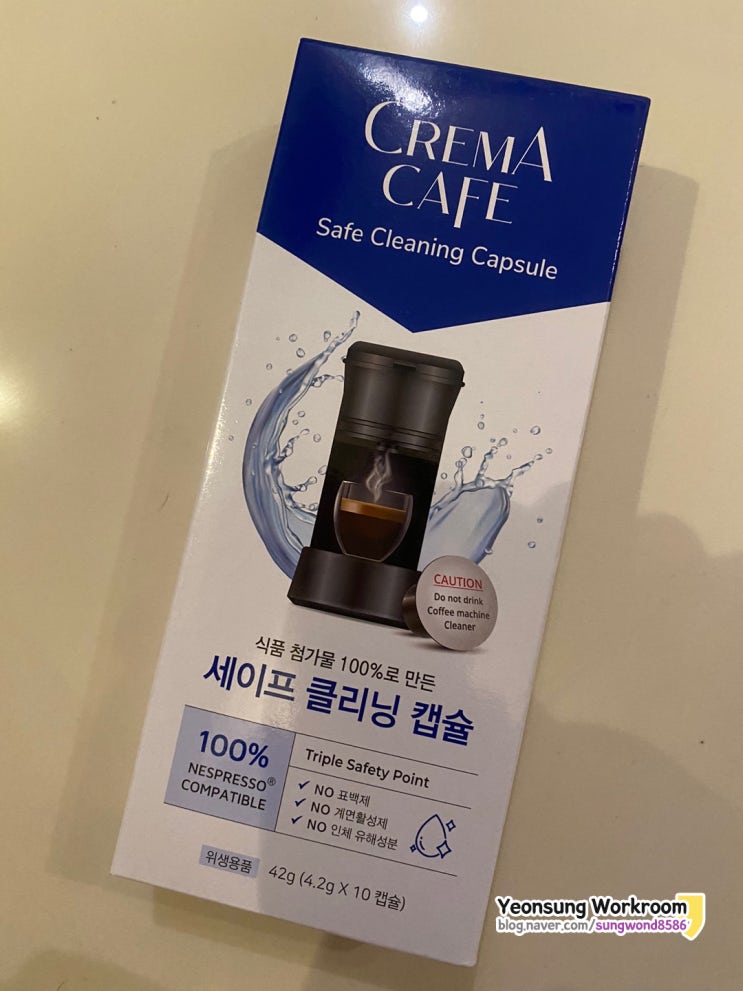 CREMA
CAFE
Safe Cleaning Capsule
CAUTION
Do not drink
Coffee machine
Cleaner
식품 첨가물 100%로 만든
세이프 클리닝 캡슐
100%
NESPRESSO®
COMPATIBLE
Triple Safety Point
✓ NO 표백제
✓ NO 계면활성제
✓ NO 인체 유해성분
위생용품 42g (4.2g X 10 캡슐)
Yeonsung Workroom
blog.naver.com/sungwond8586